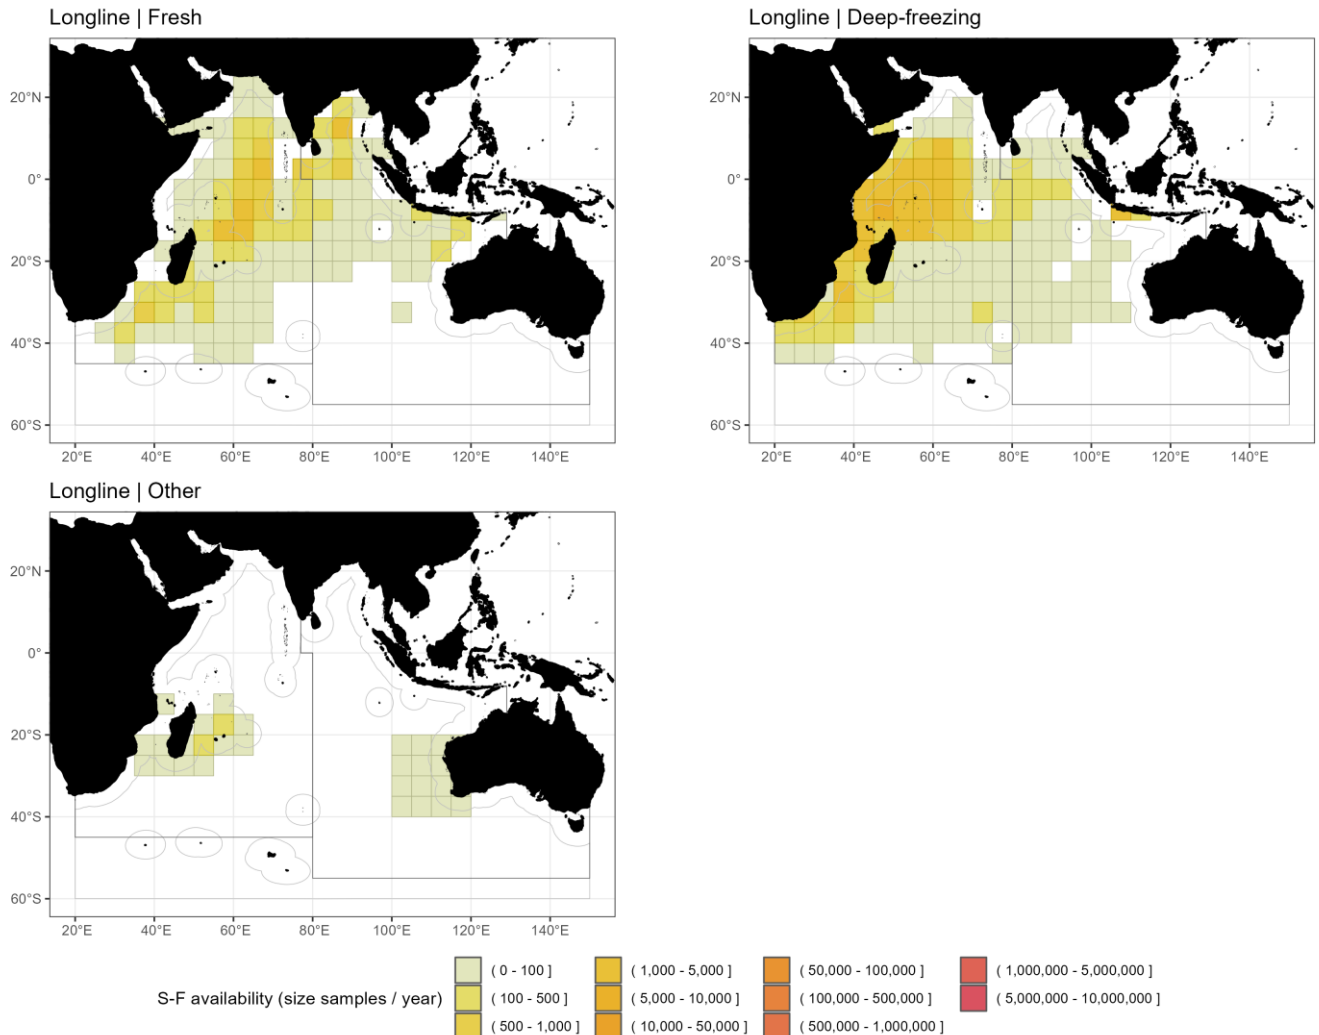 Longline | Fresh
Longline | Deep-freezing
20°N
0°
20°S
40°S
60°S
20°E 40°E 60°E 80°E 100°E 120°E 140°E
20°N
0°
20°S
40°S
60°S
20°E 40°E 60°E 80°E 100°E 120°E 140°E
Longline | Other
20°N
0°
20°S
40°S
60°S
20°E 40°E 60°E 80°E 100°E 120°E 140°E
S-F availability (size samples / year)
( 0 - 100 ]
( 100 - 500 ]
( 500 - 1,000 ]
( 1,000 - 5,000 ]
( 5,000 - 10,000 ]
( 10,000 - 50,000 ]
( 50,000 - 100,000 ]
( 100,000 - 500,000 ]
( 500,000 - 1,000,000 ]
( 1,000,000 - 5,000,000 ]
( 5,000,000 - 10,000,000 ]